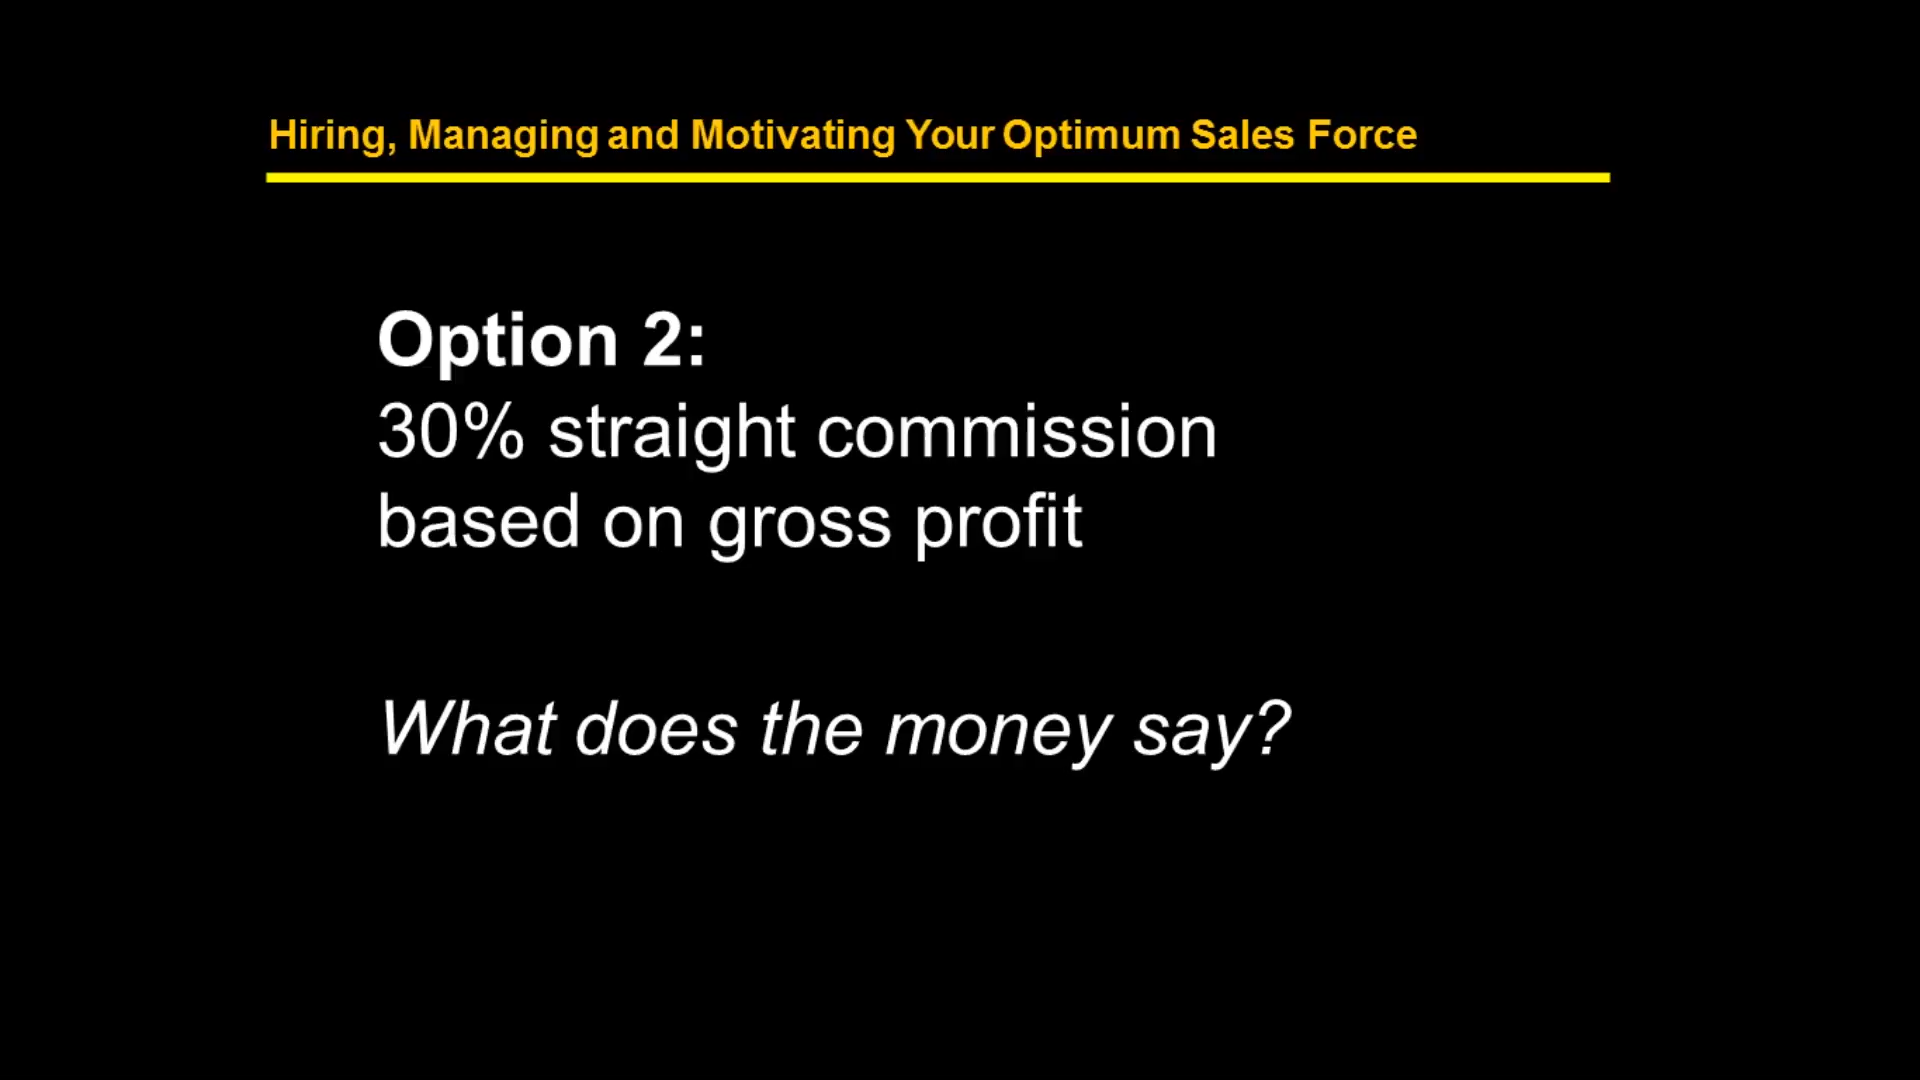 Hiring, Managing and Motivating Your Optimum Sales Force
Option 2:
30% straight commission
based on gross profit
What does the money say?